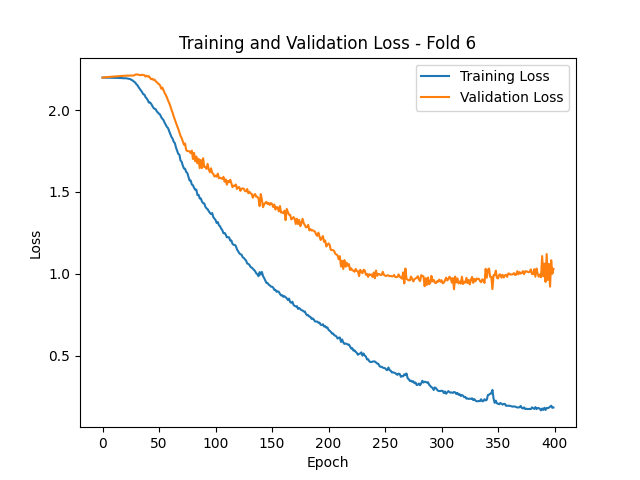 Training and Validation Loss - Fold 6
Training Loss
Validation Loss
Loss
2.0
1.5
1.0
0.5
0 50 100 150 200 250 300 350 400
Epoch